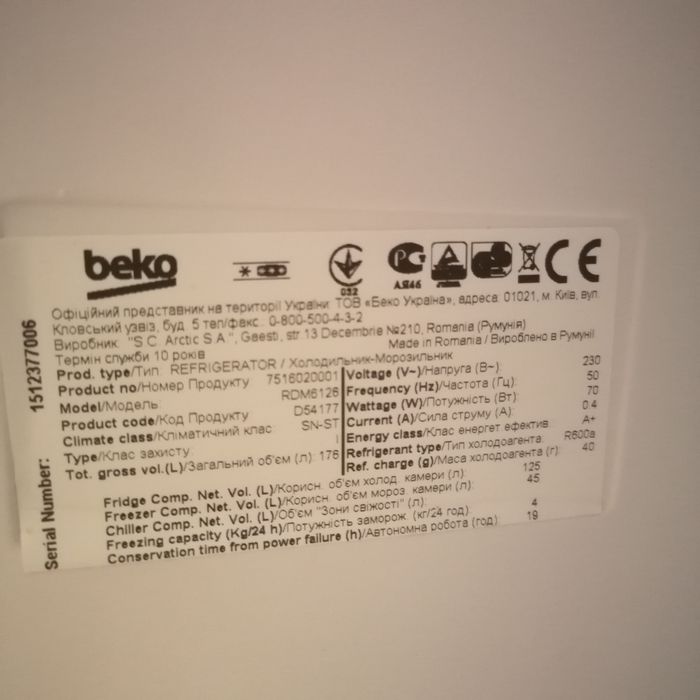 beko
032
АЯ46
CE
Офіційний представник на території України: ТОВ «Беко Україна», адреса: 01021, м. Київ, вул.
Кловський узвіз, буд. 5 тел/факс.: 0-800-500-4-3-2
Виробник: "S.C. Arctic S.A.", Gaesti, str.13 Decembrie №210, Romania (Румунія)
Термін служби 10 років
Made in Romania / Вироблено в Румунії
Prod. type/Тип: REFRIGERATOR / Холодильник-Морозильник
Product no/Номер Продукту: 7516020001
Model/Модель: RDM6126
Product code/Код Продукту D54177
Climate class/Кліматичний клас: SN-ST
Type/Клас захисту: I
Tot. gross vol.(L)/Загальний об'єм (л): 176
Voltage (V~)/Напруга (В~): 230
Frequency (Hz)/Частота (Гц): 50
Wattage (W)/Потужність (Вт): 70
Current (A)/Сила струму (А): 0.4
Energy class/Клас енергет ефектив. A+
Refrigerant type/Тип холодоагента: R600a
Ref. charge (g)/Маса холодоагента (г): 40
Fridge Comp. Net. Vol. (L)/Корисн. об'єм холод. камери (л): 125
Freezer Comp. Net. Vol. (L)/Корисн. об'єм мороз. камери (л): 45
Chiller Comp. Net. Vol. (L)/Об'єм "Зони свіжості" (л):
Freezing capacity (Kg/24 h)/Потужність заморож. (кг/24 год): 4
Conservation time from power failure (h)/Автономна робота (год): 19
Serial Number: 1512377006